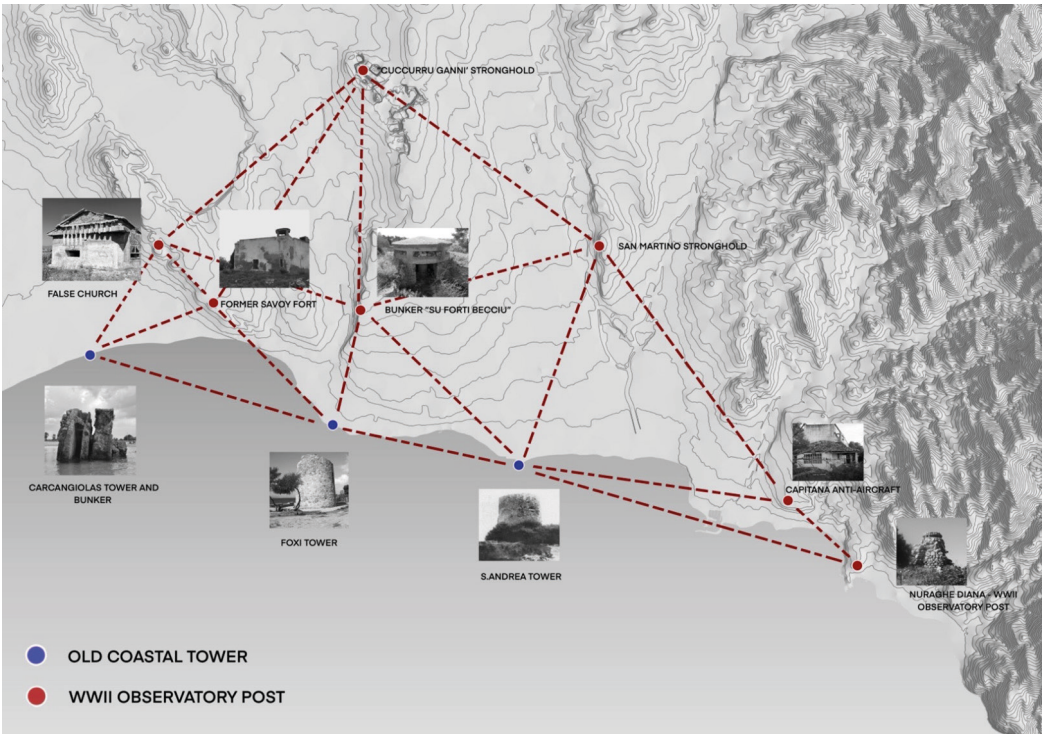 'CUCCURRU GANNI' STRONGHOLD
SAN MARTINO STRONGHOLD
FALSE CHURCH
FORMER SAVOY FORT
BUNKER "SU FORTI BECCIU"
CARCANGIOLAS TOWER AND
BUNKER
CAPITANA ANTI-AIRCRAFT
FOXI TOWER
S.ANDREA TOWER
NURAGHE DIANA - WWII
OBSERVATORY POST
OLD COASTAL TOWER
WWII OBSERVATORY POST